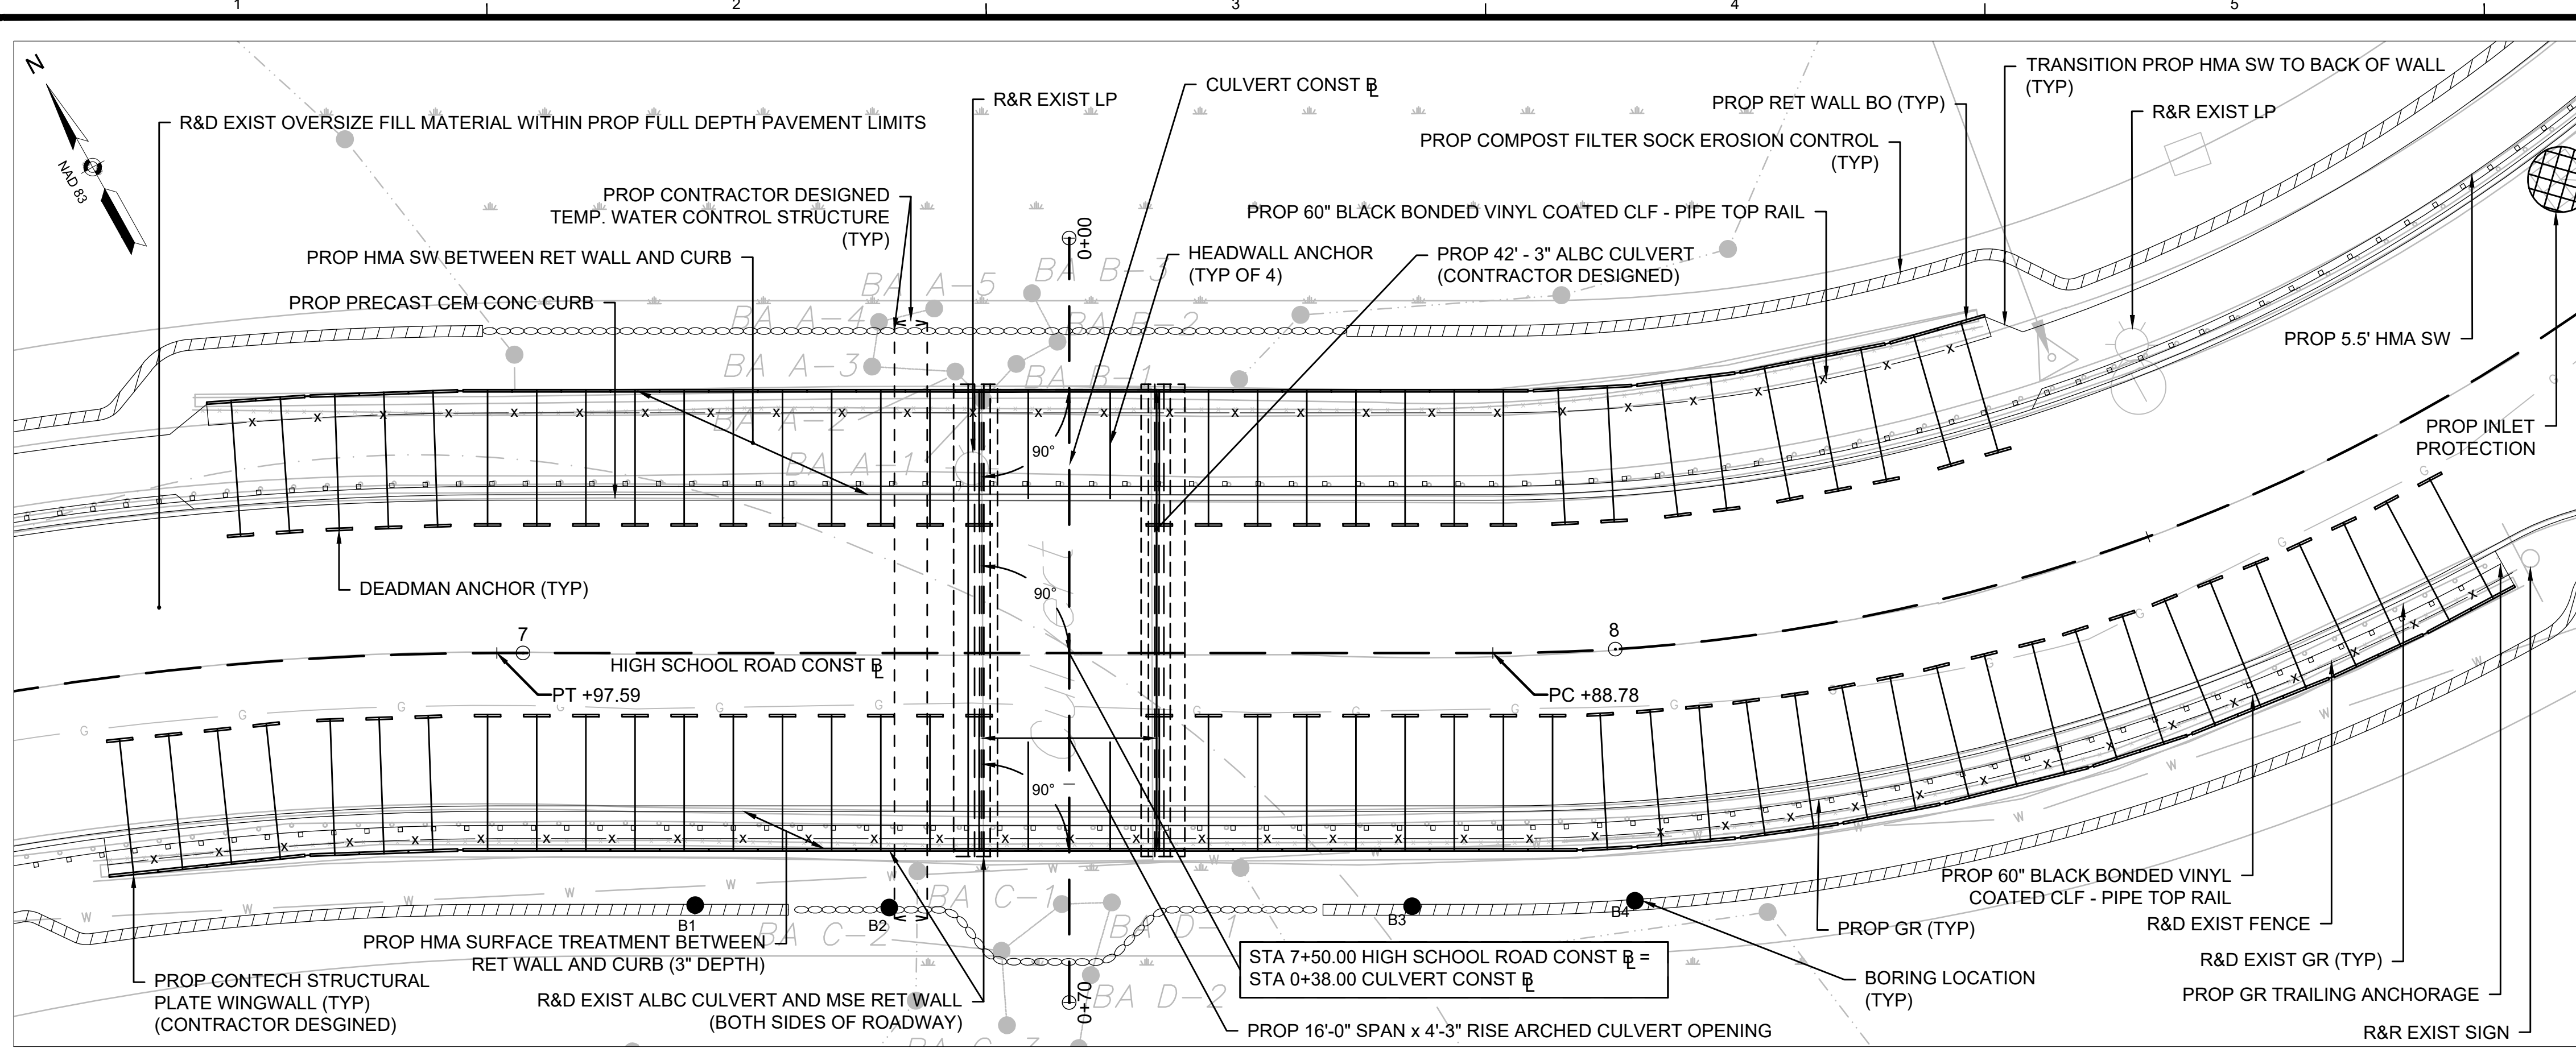 1
2
3
4
5
N
NAD 83
R&D EXIST OVERSIZE FILL MATERIAL WITHIN PROP FULL DEPTH PAVEMENT LIMITS
R&R EXIST LP
CULVERT CONST BL
TRANSITION PROP HMA SW TO BACK OF WALL
(TYP)
PROP RET WALL BO (TYP)
R&R EXIST LP
PROP COMPOST FILTER SOCK EROSION CONTROL
(TYP)
PROP CONTRACTOR DESIGNED
TEMP. WATER CONTROL STRUCTURE
(TYP)
PROP 60" BLACK BONDED VINYL COATED CLF - PIPE TOP RAIL
0+00
PROP HMA SW BETWEEN RET WALL AND CURB
HEADWALL ANCHOR
(TYP OF 4)
PROP 42' - 3" ALBC CULVERT
(CONTRACTOR DESIGNED)
PROP PRECAST CEM CONC CURB
BA A-5
BA B-3
BA A-4
BA B-2
BA A-3
BA B-1
BA A-2
BA A-1
PROP 5.5' HMA SW
PROP INLET
PROTECTION
90°
DEADMAN ANCHOR (TYP)
90°
7
8
HIGH SCHOOL ROAD CONST BL
PT +97.59
PC +88.78
90°
BA C-1
BA C-2
BA D-1
BA D-2
BA C-3
B1
B2
B3
B4
PROP HMA SURFACE TREATMENT BETWEEN
RET WALL AND CURB (3" DEPTH)
PROP CONTECH STRUCTURAL
PLATE WINGWALL (TYP)
(CONTRACTOR DESGINED)
R&D EXIST ALBC CULVERT AND MSE RET WALL
(BOTH SIDES OF ROADWAY)
0+70
STA 7+50.00 HIGH SCHOOL ROAD CONST BL =
STA 0+38.00 CULVERT CONST BL
PROP 16'-0" SPAN x 4'-3" RISE ARCHED CULVERT OPENING
PROP 60" BLACK BONDED VINYL
COATED CLF - PIPE TOP RAIL
R&D EXIST FENCE
PROP GR (TYP)
R&D EXIST GR (TYP)
BORING LOCATION
(TYP)
PROP GR TRAILING ANCHORAGE
R&R EXIST SIGN